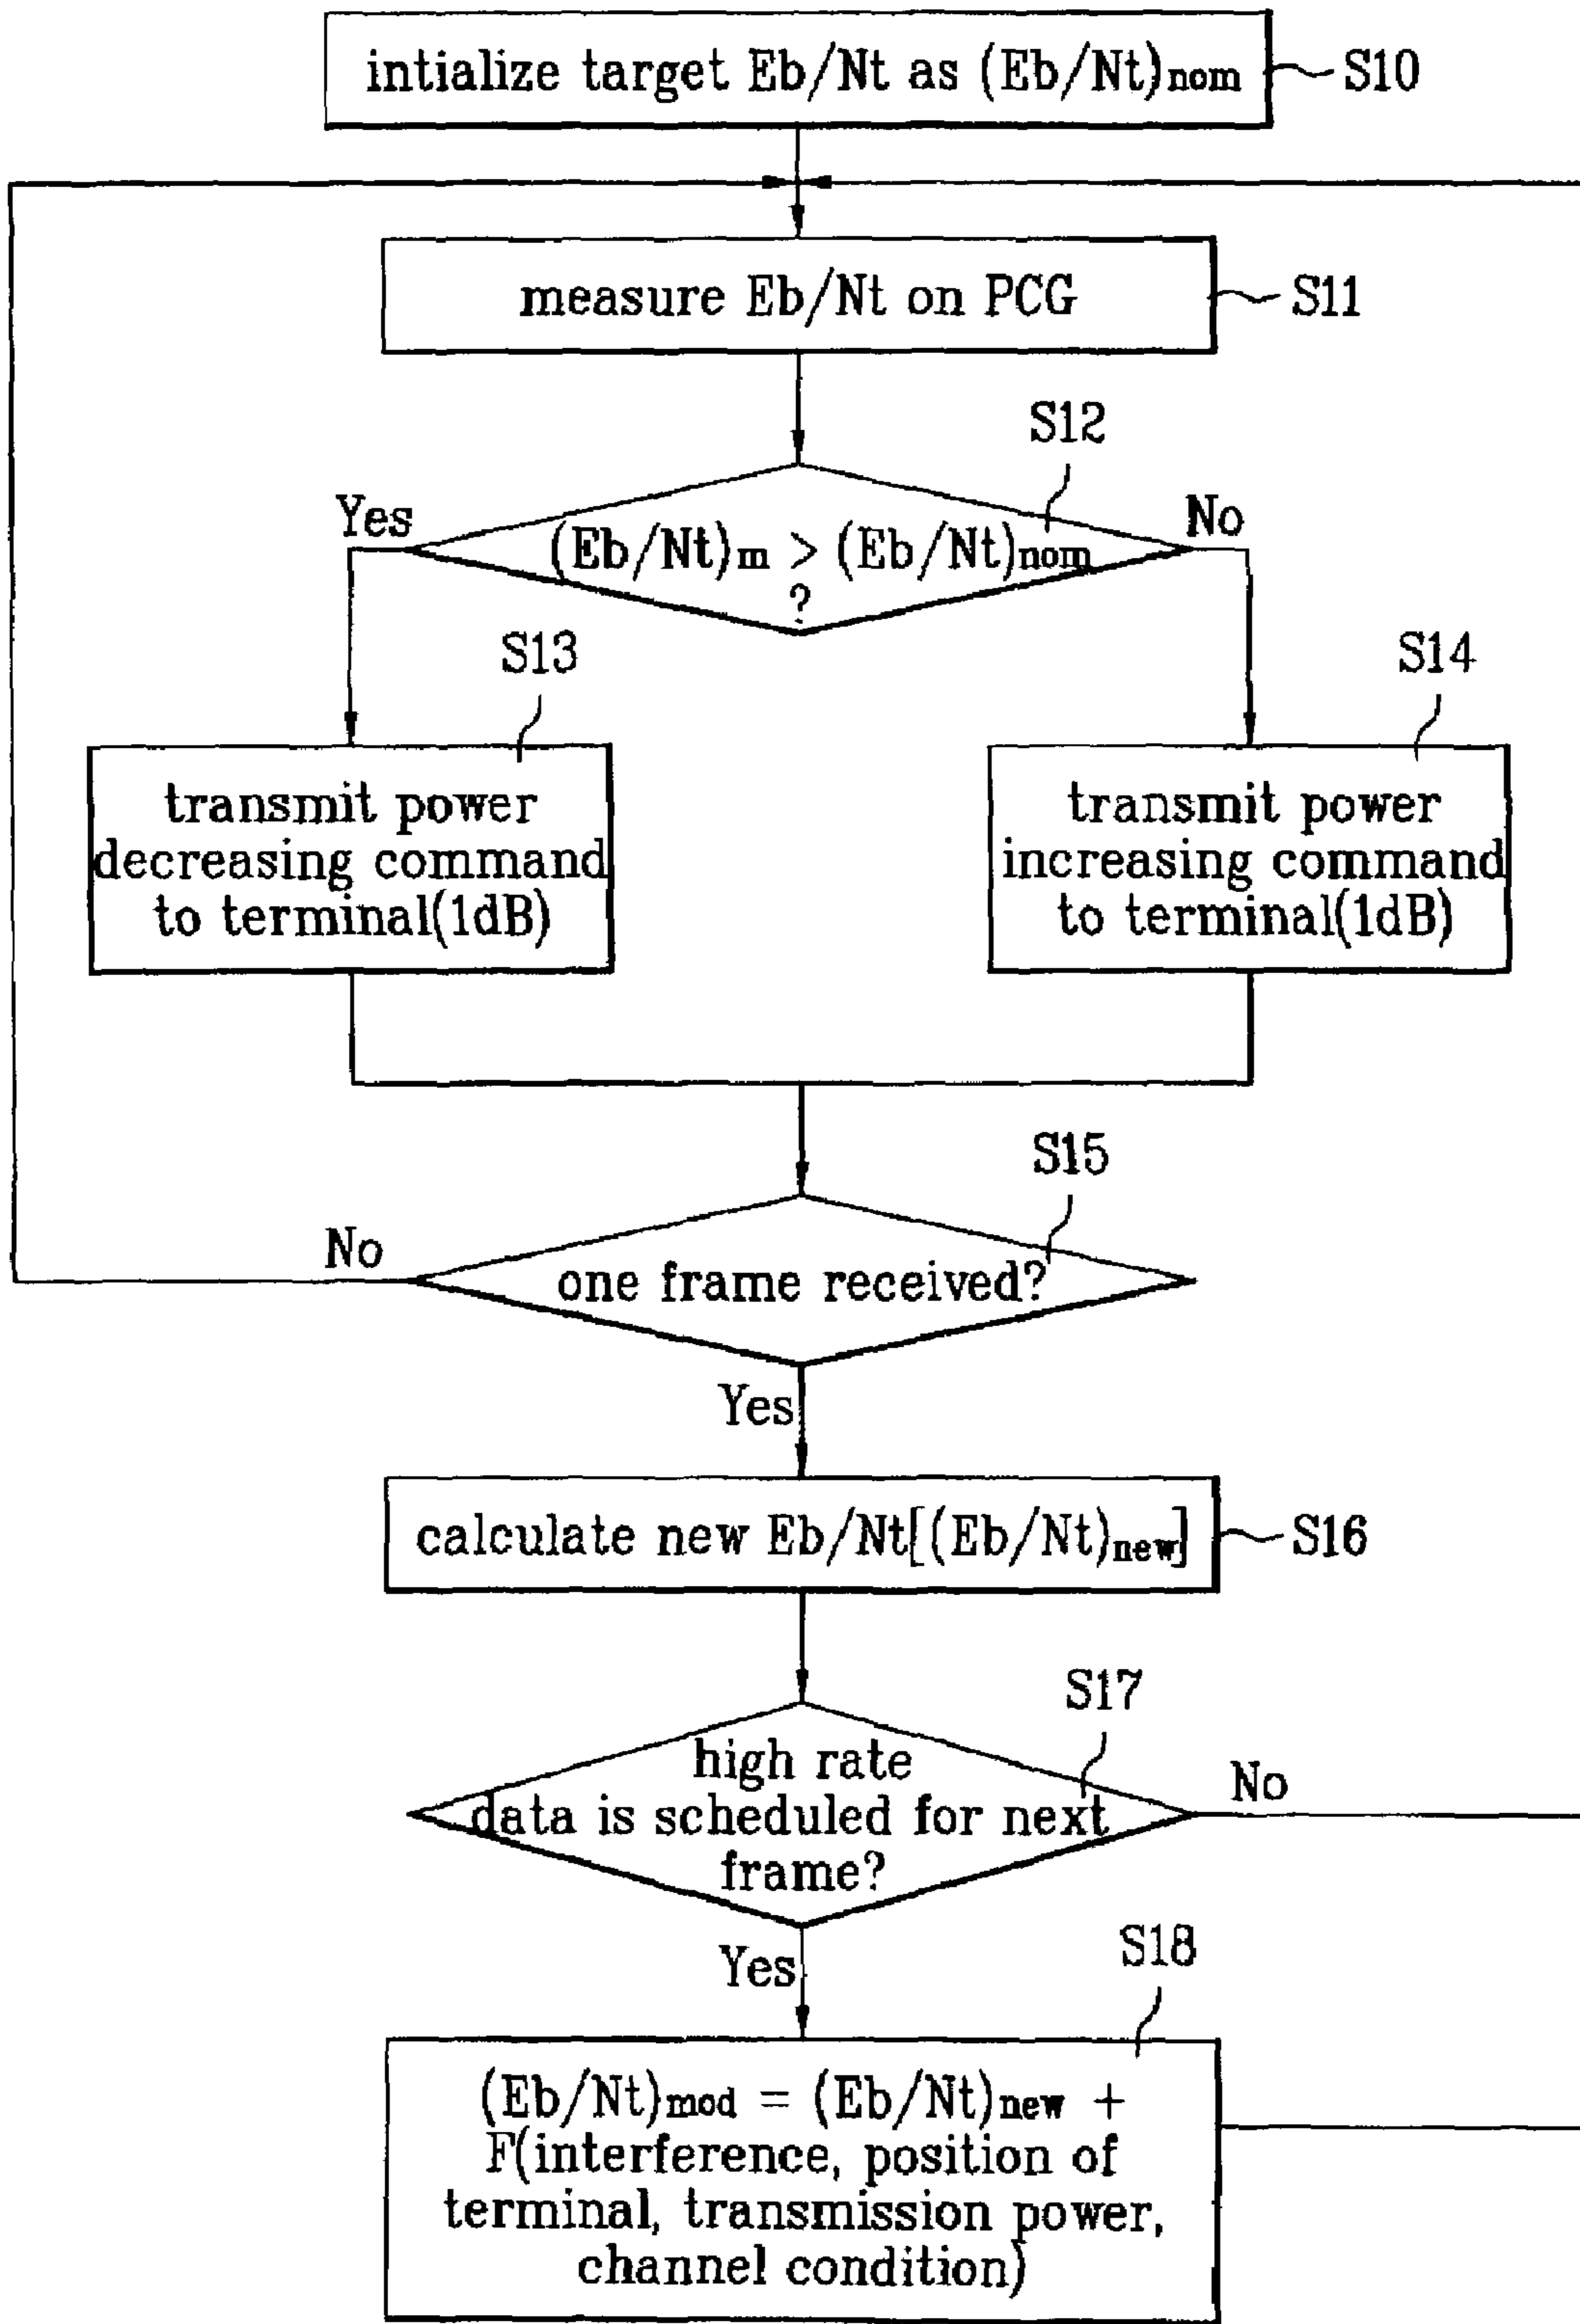 intialize target Eb/Nt as (Eb/Nt)nom
S10
measure Eb/Nt on PCG
S11
S12
Yes
No
(Eb/Nt)m > (Eb/Nt)nom
?
S13
S14
transmit power
decreasing command
to terminal(1dB)
transmit power
increasing command
to terminal(1dB)
S15
No
one frame received?
Yes
calculate new Eb/Nt[(Eb/Nt)new]
S16
S17
high rate
data is scheduled for next
frame?
No
Yes
S18
(Eb/Nt)mod = (Eb/Nt)new +
F(interference, position of
terminal, transmission power,
channel condition)